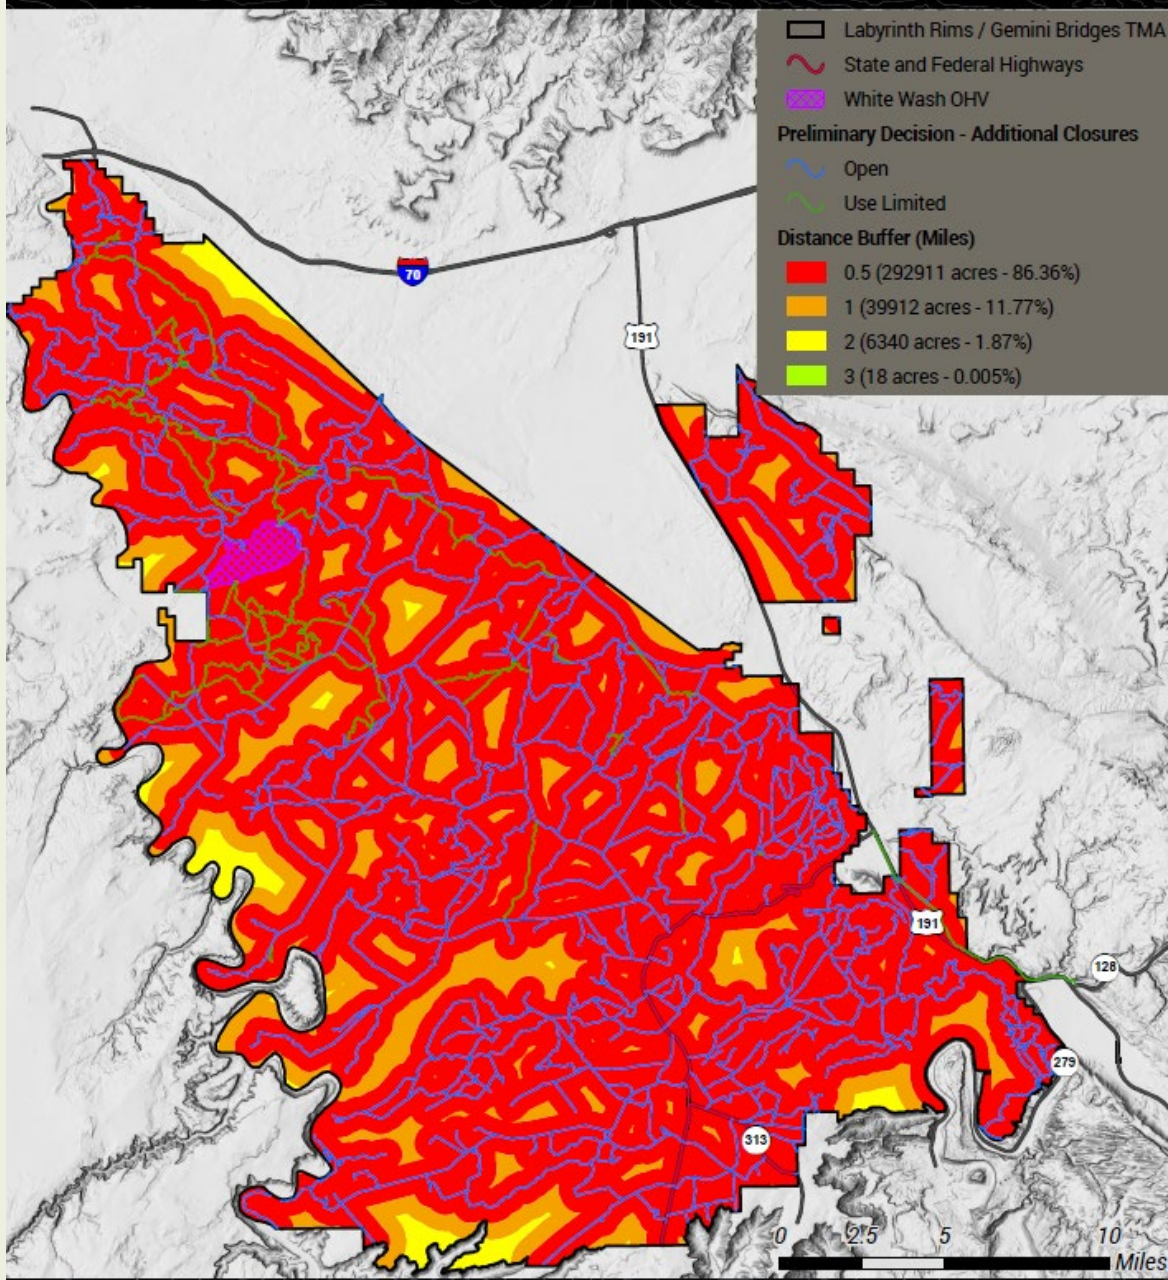 Labyrinth Rims / Gemini Bridges TMA
State and Federal Highways
White Wash OHV
Preliminary Decision - Additional Closures
Open
Use Limited
Distance Buffer (Miles)
0.5 (292911 acres - 86.36%)
1 (39912 acres - 11.77%)
2 (6340 acres - 1.87%)
3 (18 acres - 0.005%)
70
191
191
128
279
313
0 2.5 5 10
Miles